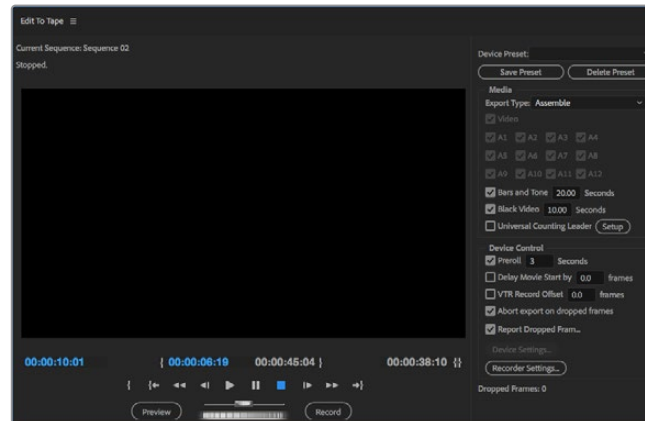 Edit To Tape
Current Sequence: Sequence 02
Stopped.
00:00:10:01
{ 00:00:06:19
00:00:45:04 }
00:00:38:10 {}
Preview
Record
Device Preset:
Save Preset
Delete Preset
Media
Export Type: Assemble
Video
A1 A2 A3 A4
A5 A6 A7 A8
A9 A10 A11 A12
Bars and Tone 20.00 Seconds
Black Video 10.00 Seconds
Universal Counting Leader Setup
Device Control
Preroll 3 Seconds
Delay Movie Start by 0.0 frames
VTR Record Offset 0.0 frames
Abort export on dropped frames
Report Dropped Fram...
Device Settings...
Recorder Settings...
Dropped Frames: 0